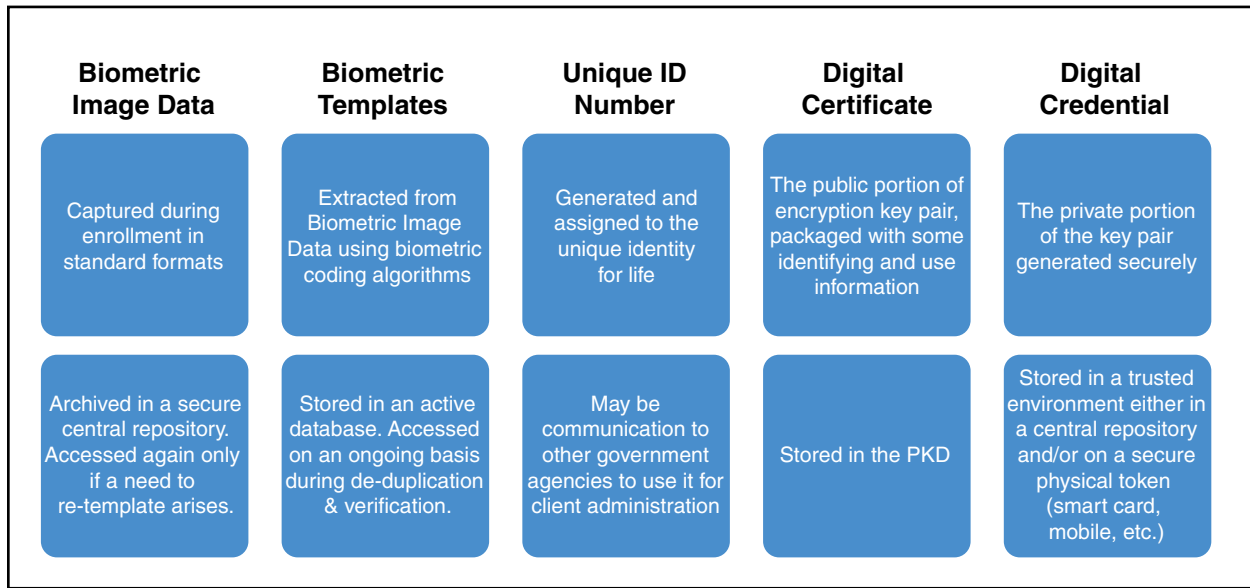 Biometric
Image Data
Biometric
Templates
Unique ID
Number
Digital
Certificate
Digital
Credential
Captured during
enrollment in
standard formats
Extracted from
Biometric Image
Data using biometric
coding algorithms
Generated and
assigned to the
unique identity
for life
The public portion of
encryption key pair,
packaged with some
identifying and use
information
The private portion
of the key pair
generated securely
Archived in a secure
central repository.
Accessed again only
if a need to
re-template arises.
Stored in an active
database. Accessed
on an ongoing basis
during de-duplication
& verification.
May be
communication to
other government
agencies to use it for
client administration
Stored in the PKD
Stored in a trusted
environment either in
a central repository
and/or on a secure
physical token
(smart card,
mobile, etc.)